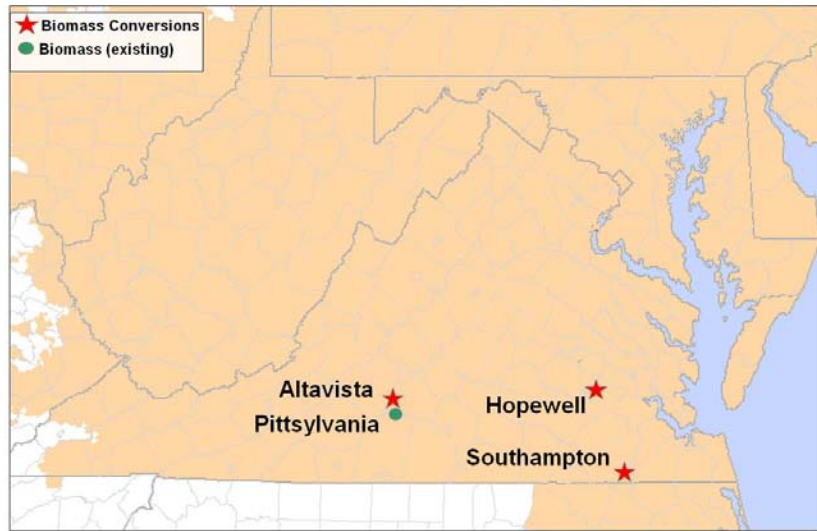 Biomass Conversions
Biomass (existing)
Altavista
Pittsylvania
Hopewell
Southampton